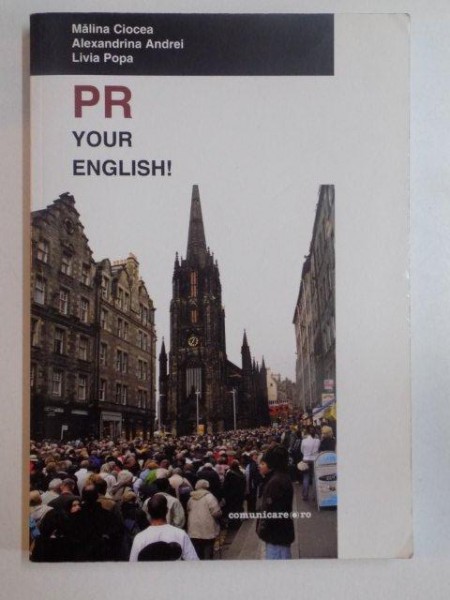 Mălina Ciocea
Alexandrina Andrei
Livia Popa
PR
YOUR
ENGLISH!
comunicare.ro